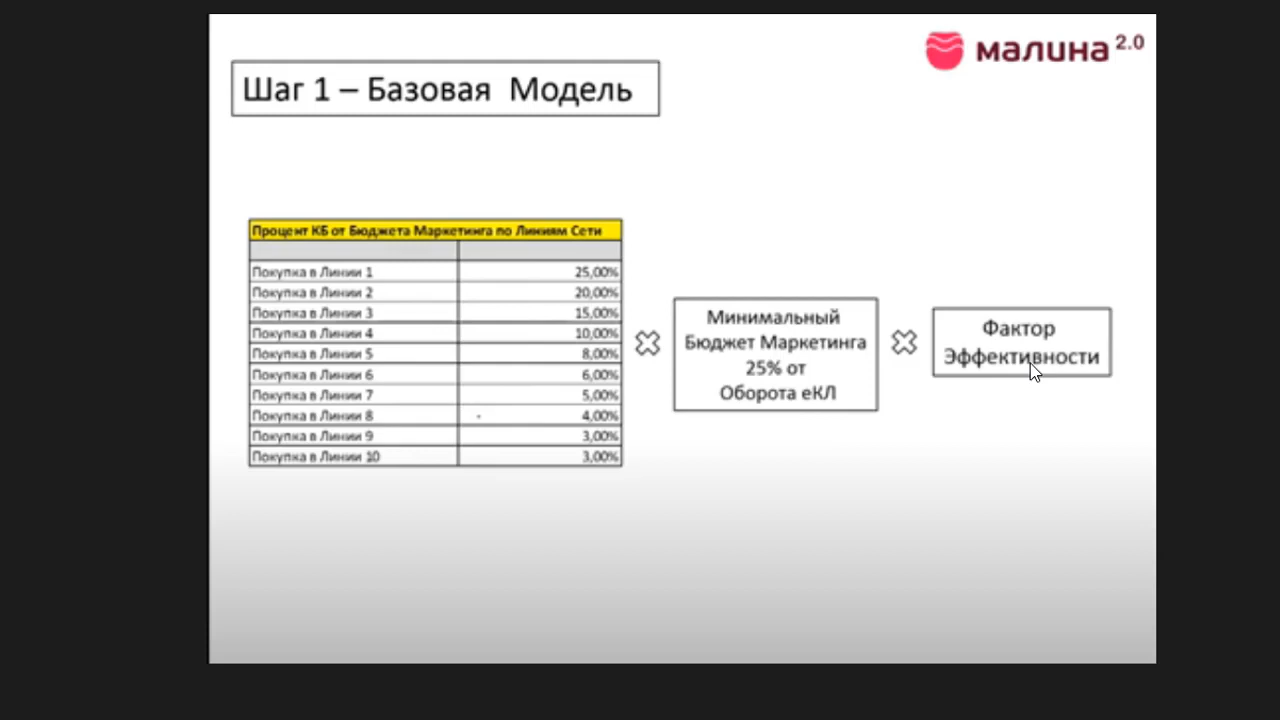 малина 2.0
Шаг 1 – Базовая Модель
Процент КБ от Бюджета Маркетинга по Линиям Сети
Покупка в Линии 1 25,00%
Покупка в Линии 2 20,00%
Покупка в Линии 3 15,00%
Покупка в Линии 4 10,00%
Покупка в Линии 5 8,00%
Покупка в Линии 6 6,00%
Покупка в Линии 7 5,00%
Покупка в Линии 8 - 4,00%
Покупка в Линии 9 3,00%
Покупка в Линии 10 3,00%
Минимальный
Бюджет Маркетинга
25% от
Оборота еКЛ
Фактор
Эффективности